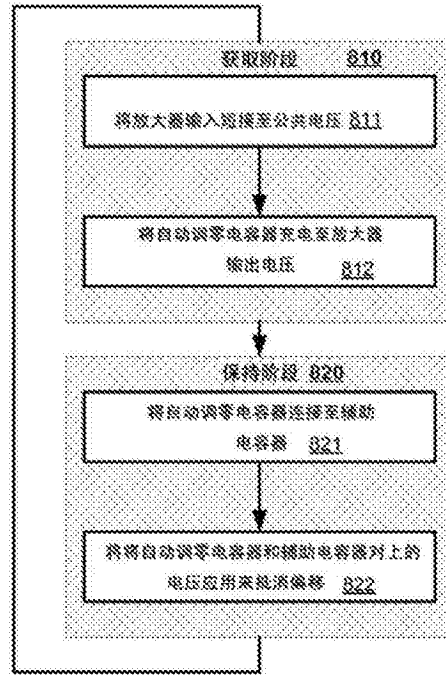 获取阶段 810
将放大器输入短接至公共电压 811
将自动调零电容器充电至放大器
输出电压 812
保持阶段 820
将自动调零电容器连接至辅助
电容器 821
将将自动调零电容器和辅助电容器对上的
电压应用来抵消偏移 822